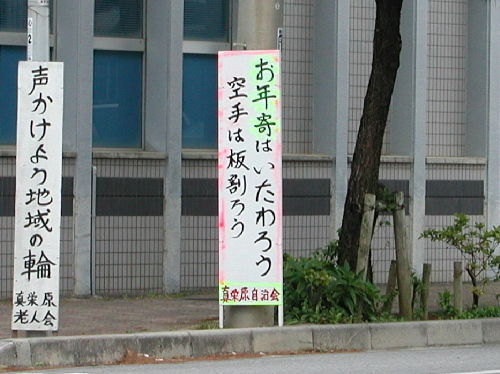 声かけよう地域の輪
真栄原
老人会
お年寄はいたわろう
空手は板割ろう
真栄原自治会